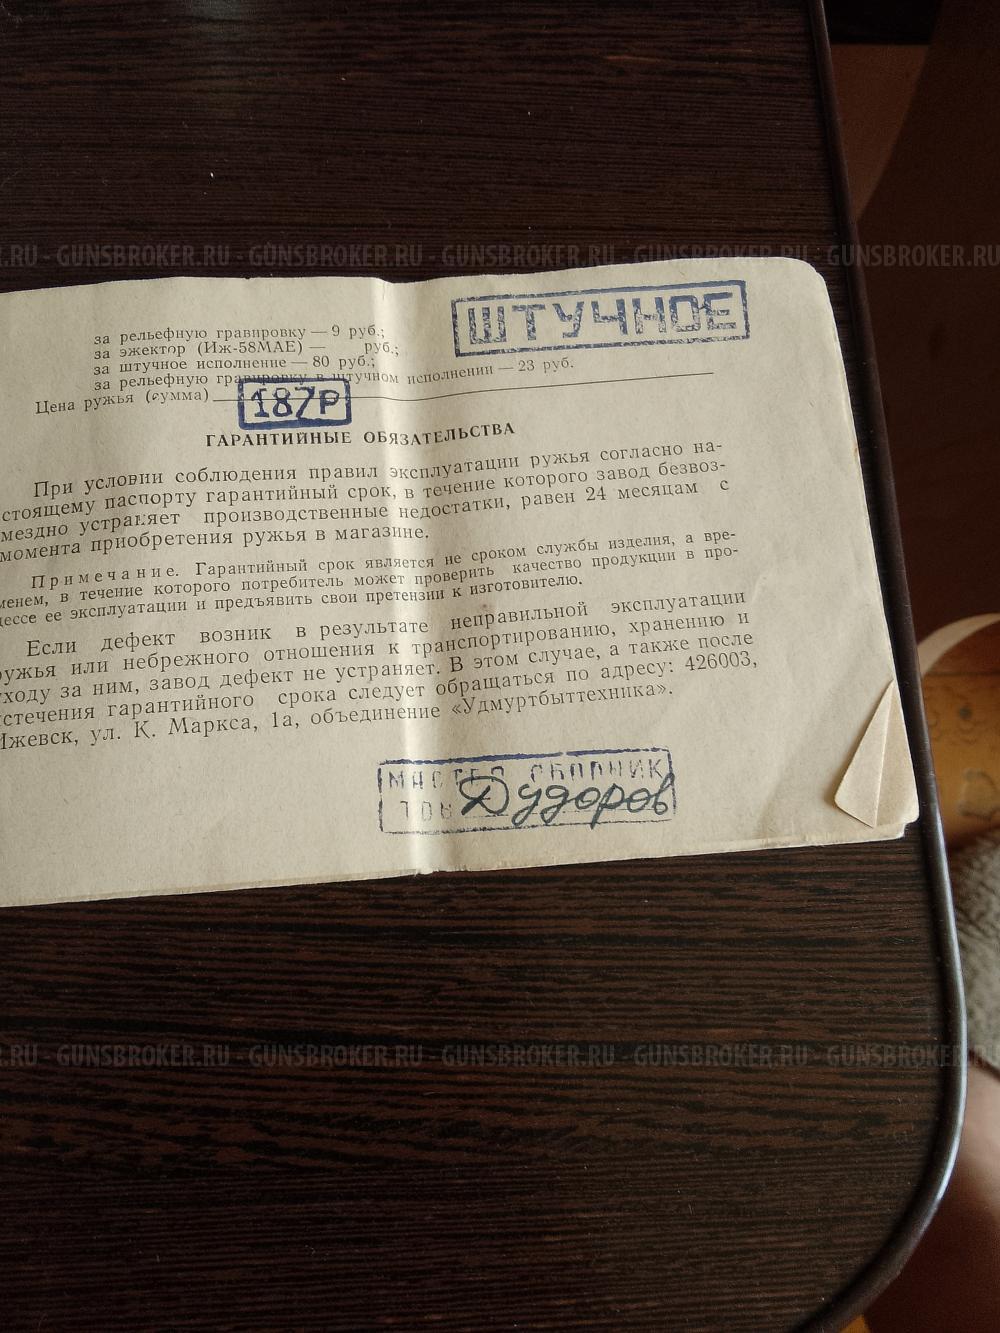 .RU - GUNSBROKER.RU - GUNSBROKER.RU - GUNSBROKER.RU - GUNSBROKER.RU - GUNSBROKER
ШТУЧНОЕ
за рельефную гравировку — 9 руб.;
за эжектор (Иж-58МАЕ) — руб.;
за штучное исполнение — 80 руб.;
за рельефную гравировку в штучном исполнении — 23 руб.
Цена ружья (сумма) 187Р
ГАРАНТИЙНЫЕ ОБЯЗАТЕЛЬСТВА
При условии соблюдения правил эксплуатации ружья согласно на-
стоящему паспорту гарантийный срок, в течение которого завод безвоз-
мездно устраняет производственные недостатки, равен 24 месяцам с
момента приобретения ружья в магазине.
Примечание. Гарантийный срок является не сроком службы изделия, а вре-
менем, в течение которого потребитель может проверить качество продукции в про-
цессе ее эксплуатации и предъявить свои претензии к изготовителю.
Если дефект возник в результате неправильной эксплуатации
ружья или небрежного отношения к транспортированию, хранению и
уходу за ним, завод дефект не устраняет. В этом случае, а также после
истечения гарантийного срока следует обращаться по адресу: 426003,
Ижевск, ул. К. Маркса, 1а, объединение «Удмуртбыттехника».
МАСТЕР СБОРНИК
ТОВ Дудоров
.RU - GUNSBROKER.RU - GUNSBROKER.RU - GUNSBROKER.RU - GUNSBROKER.RU - GUNSBROKER